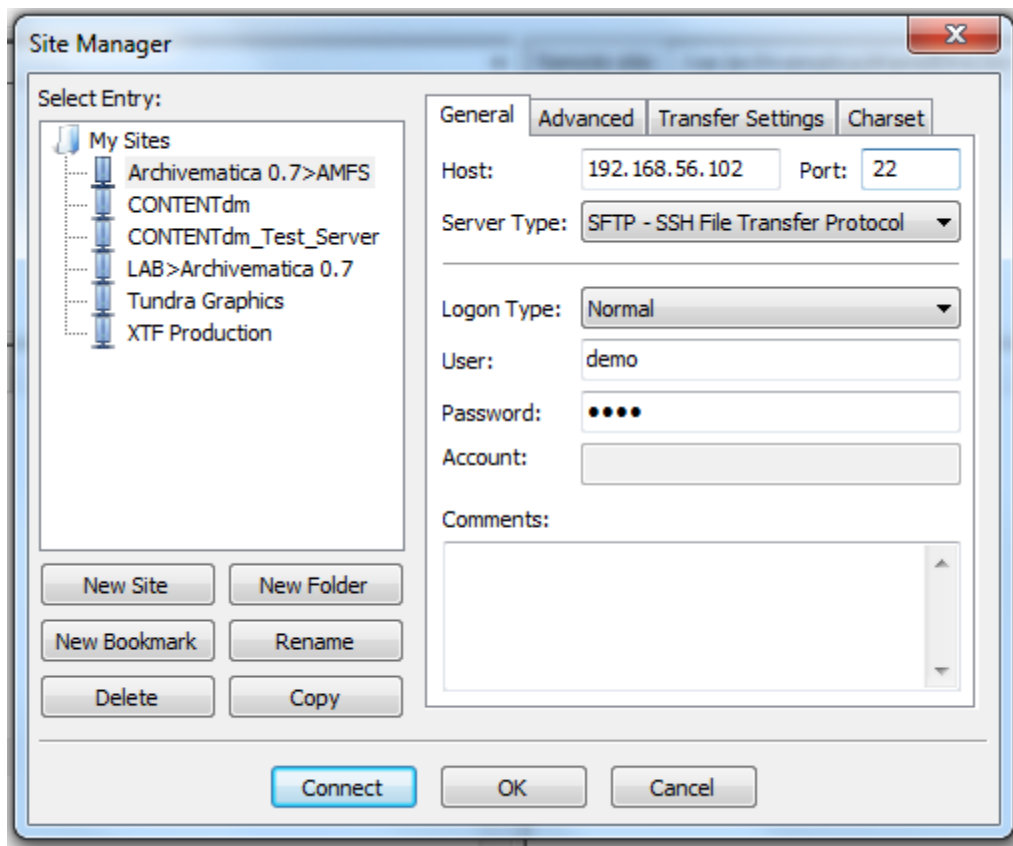 Site Manager
Select Entry:
My Sites
Archivematica 0.7>AMFS
CONTENTdm
CONTENTdm_Test_Server
LAB>Archivematica 0.7
Tundra Graphics
XTF Production
New Site New Folder
New Bookmark Rename
Delete Copy
General Advanced Transfer Settings Charset
Host: 192.168.56.102 Port: 22
Server Type: SFTP - SSH File Transfer Protocol
Logon Type: Normal
User: demo
Password: ••••
Account:
Comments:
Connect OK Cancel